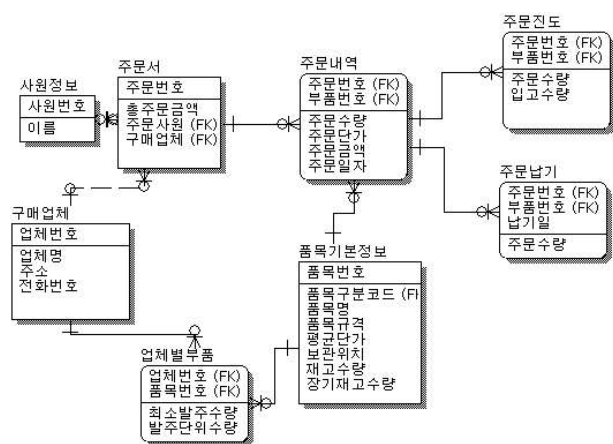 주문진도
주문번호 (FK)
부품번호 (FK)
주문수량
입고수량
주문서
주문번호
총주문금액
주문사원 (FK)
구매업체 (FK)
주문내역
주문번호 (FK)
부품번호 (FK)
주문수량
주문단가
주문금액
주문일자
사원정보
사원번호
이름
주문납기
주문번호 (FK)
부품번호 (FK)
납기일
주문수량
구매업체
업체번호
업체명
주소
전화번호
품목기본정보
품목번호
품목구분코드 (FK
품목명
품목규격
평균단가
보관위치
재고수량
장기재고수량
업체별부품
업체번호 (FK)
품목번호 (FK)
최소발주수량
발주단위수량